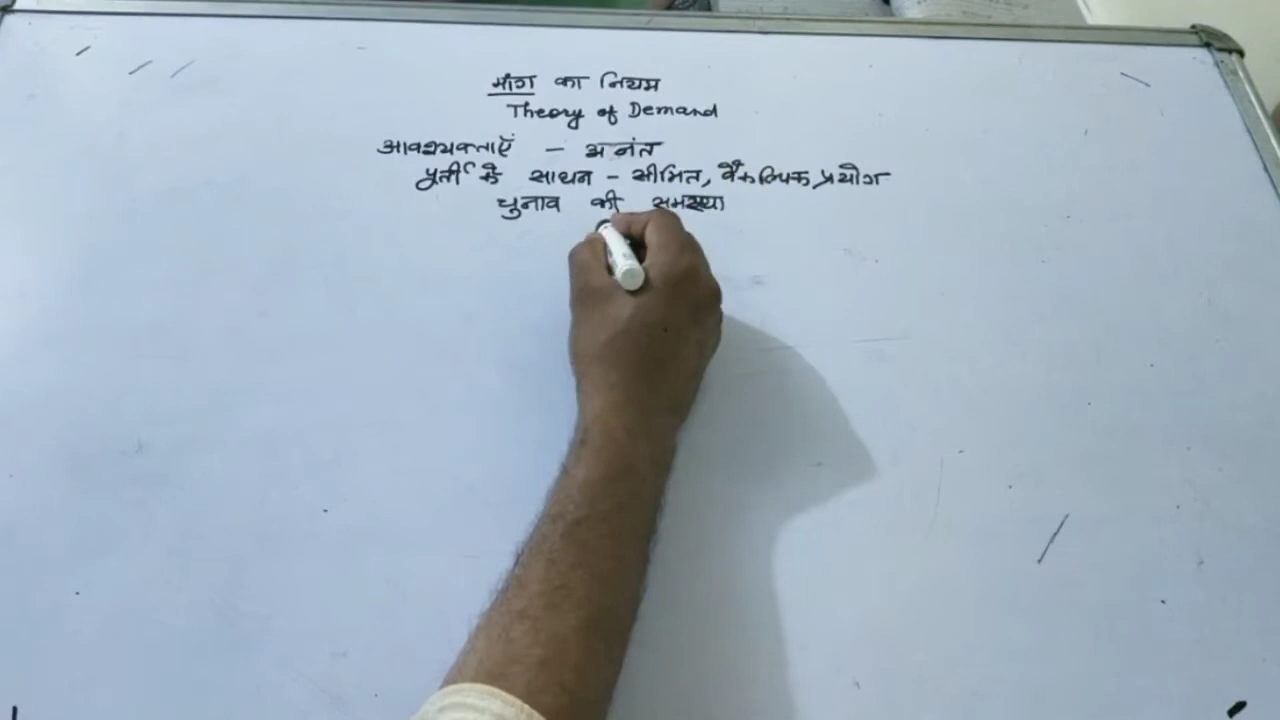 मांग का नियम
Theory of Demand
आवश्यकताएँ - अनंत
पूर्ती के साधन - सीमित, वैकल्पिक प्रयोग
चुनाव की समस्या